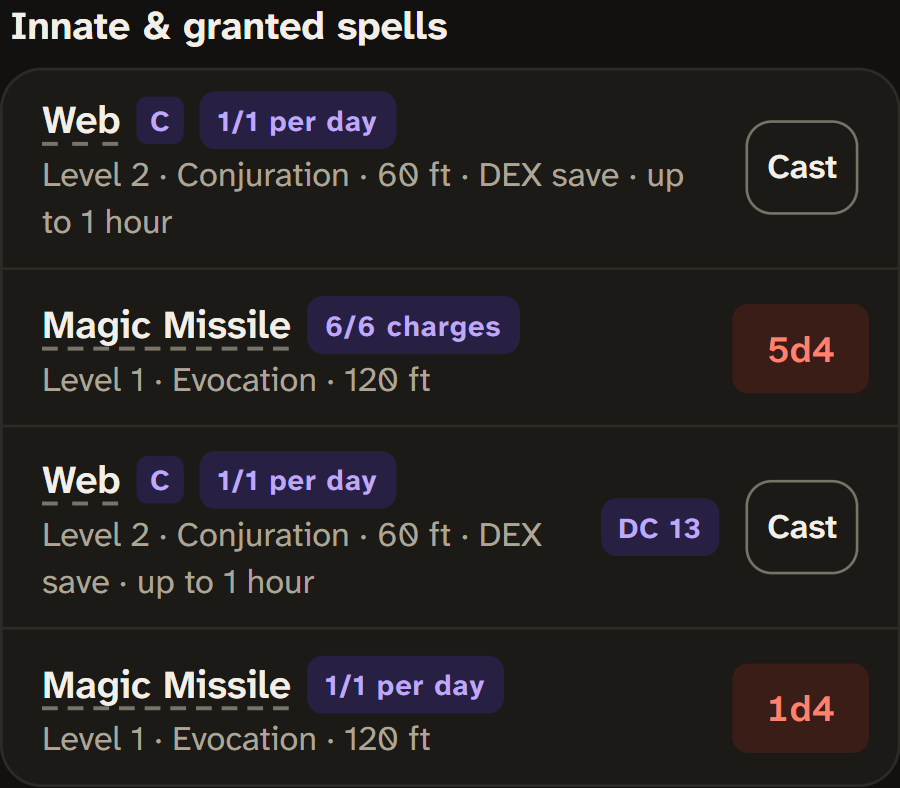 Innate & granted spells
Web C 1/1 per day
Level 2 · Conjuration · 60 ft · DEX save · up
to 1 hour
Cast
Magic Missile 6/6 charges
Level 1 · Evocation · 120 ft
5d4
Web C 1/1 per day
Level 2 · Conjuration · 60 ft · DEX
save · up to 1 hour
DC 13 Cast
Magic Missile 1/1 per day
Level 1 · Evocation · 120 ft
1d4